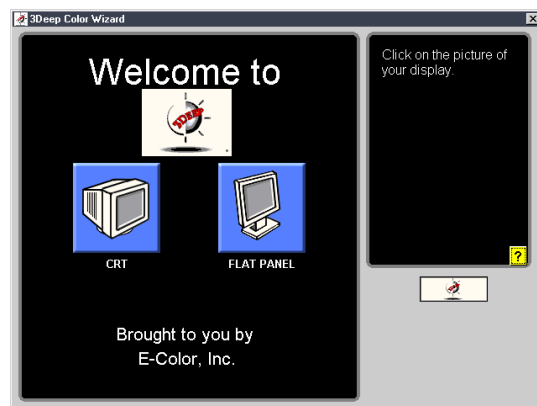 3Deep Color Wizard
Welcome to
3DEEP
CRT
FLAT PANEL
Brought to you by
E-Color, Inc.
Click on the picture of
your display.
?